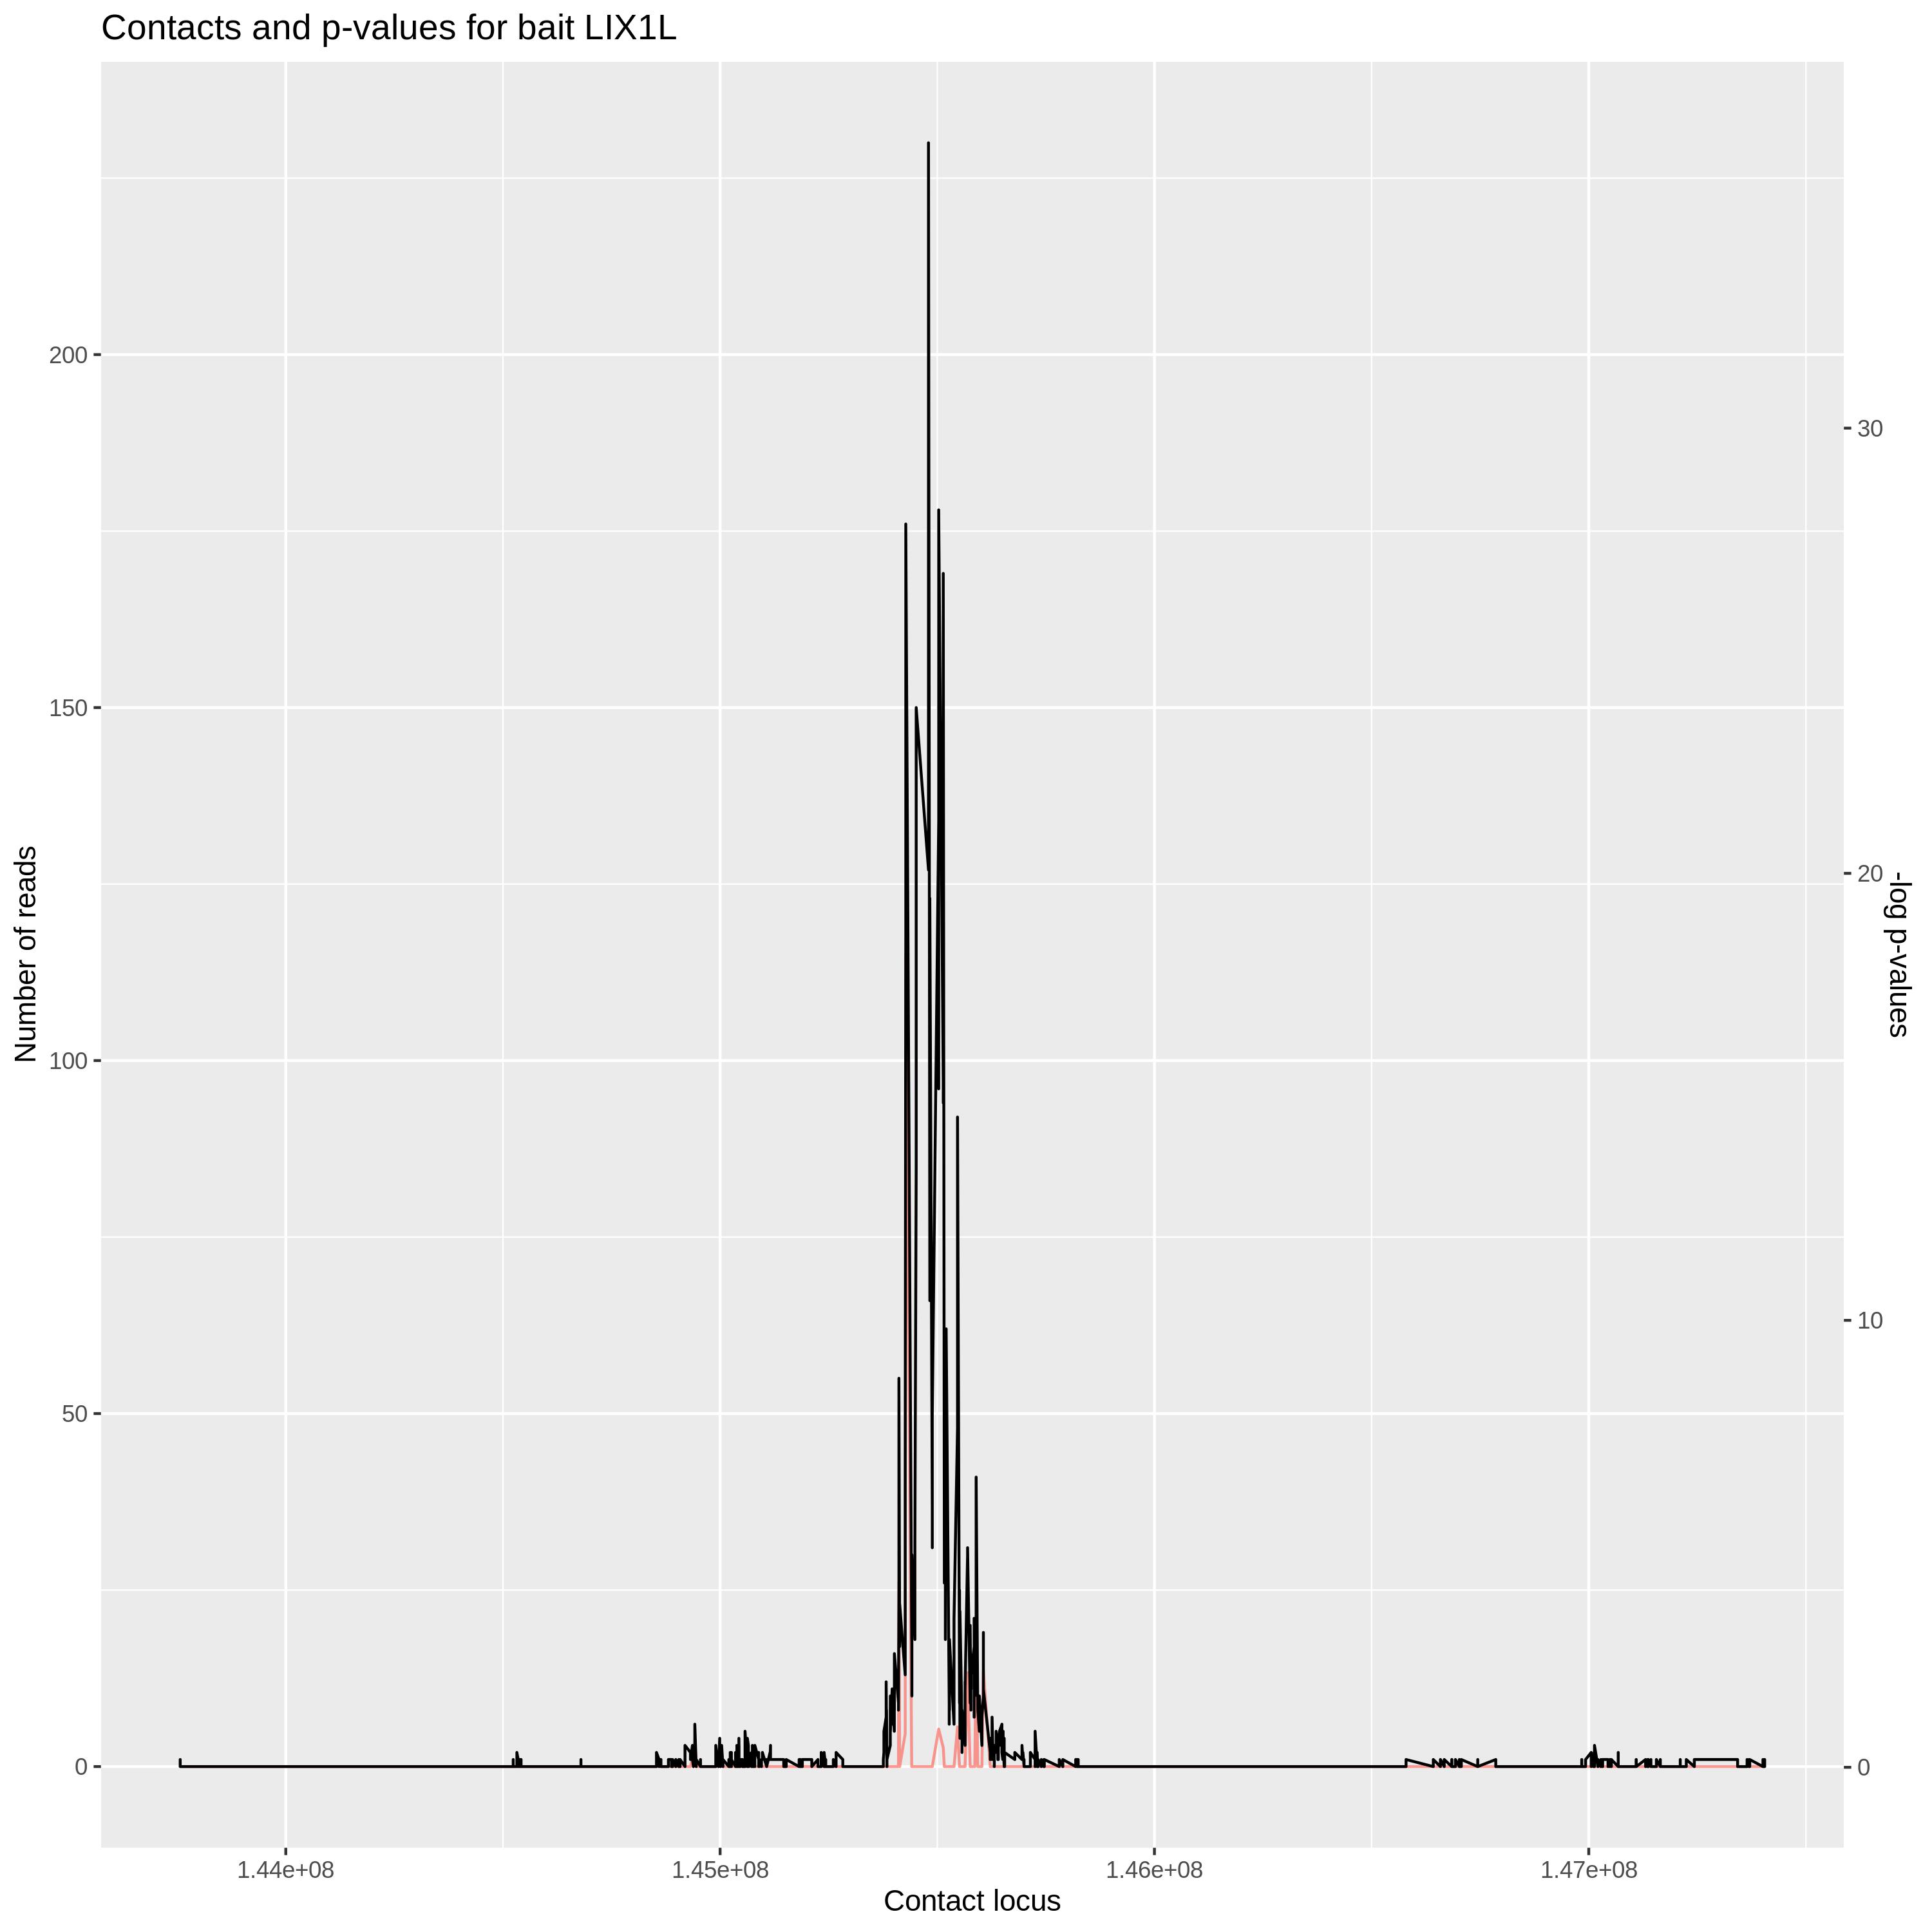 Contacts and p-values for bait LIX1L
Number of reads
200
150
100
50
0
30
20
10
0
-log p-values
1.44e+08 1.45e+08 1.46e+08 1.47e+08
Contact locus